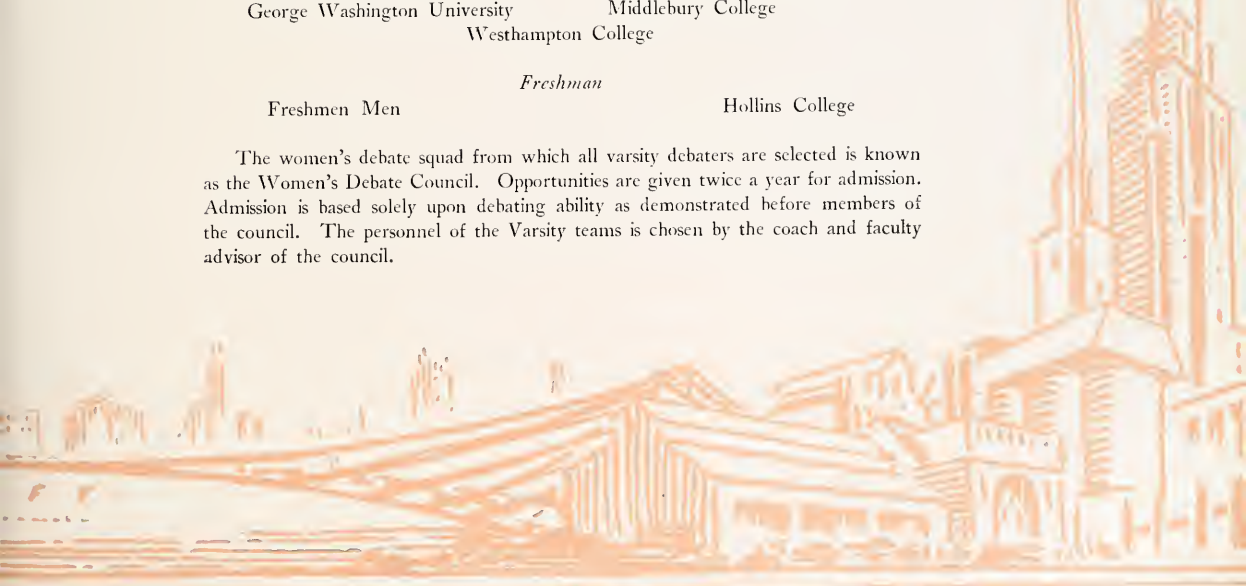 George Washington University Middlebury College
Westhampton College
Freshman
Freshmen Men Hollins College
The women's debate squad from which all varsity debaters are selected is known
as the Women's Debate Council. Opportunities are given twice a year for admission.
Admission is based solely upon debating ability as demonstrated before members of
the council. The personnel of the Varsity teams is chosen by the coach and faculty
advisor of the council.